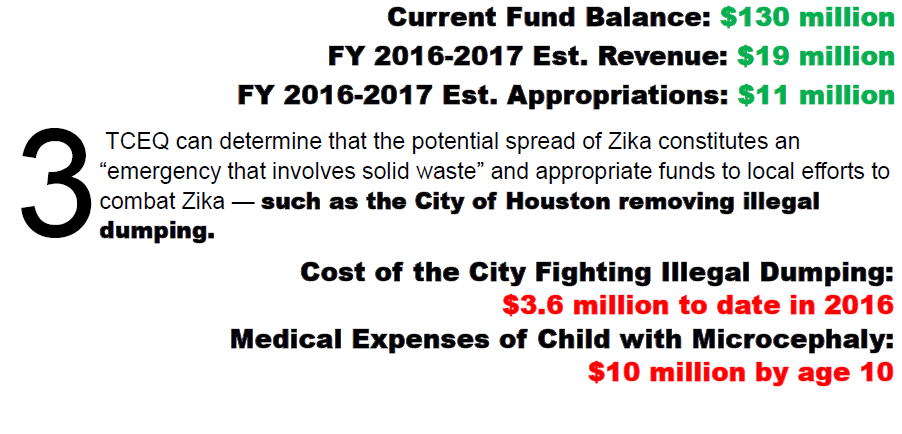 Current Fund Balance: $130 million
FY 2016-2017 Est. Revenue: $19 million
FY 2016-2017 Est. Appropriations: $11 million
3 TCEQ can determine that the potential spread of Zika constitutes an
“emergency that involves solid waste” and appropriate funds to local efforts to
combat Zika — such as the City of Houston removing illegal
dumping.
Cost of the City Fighting Illegal Dumping:
$3.6 million to date in 2016
Medical Expenses of Child with Microcephaly:
$10 million by age 10